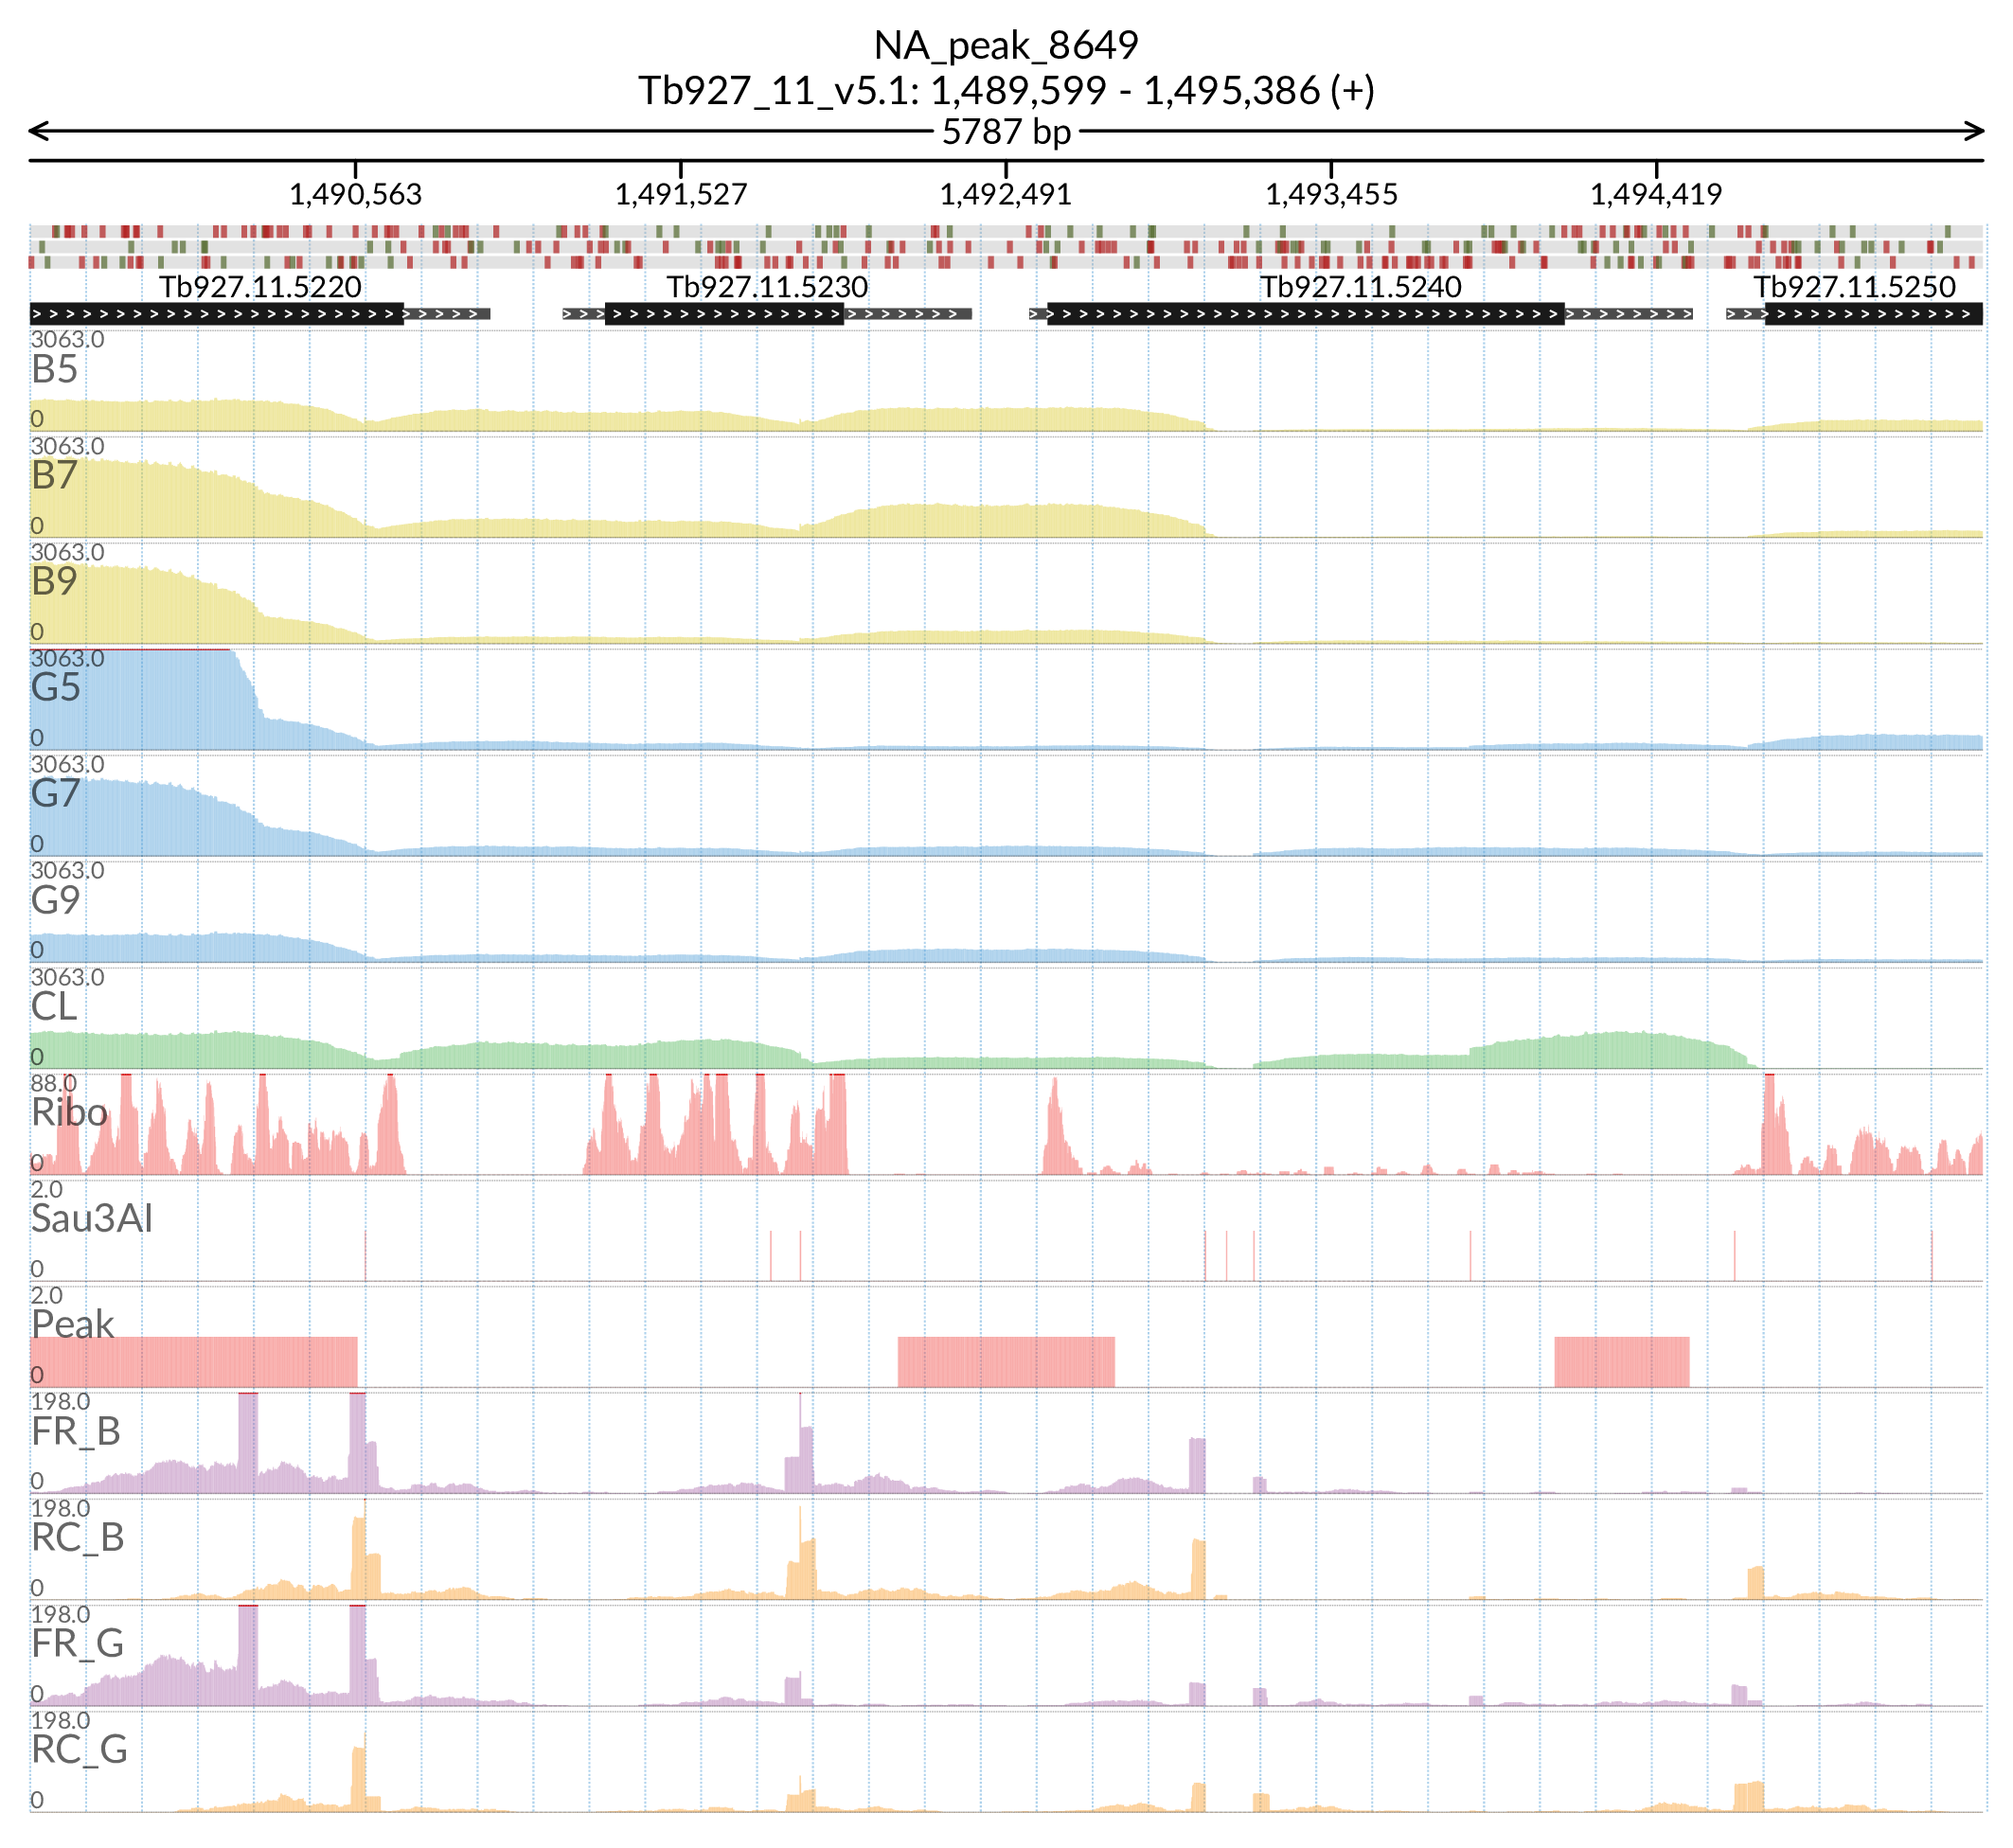 NA_peak_8649
Tb927_11_v5.1: 1,489,599 - 1,495,386 (+)
5787 bp
1,490,563 1,491,527 1,492,491 1,493,455 1,494,419
Tb927.11.5220 Tb927.11.5230 Tb927.11.5240 Tb927.11.5250
3063.0
B5
0
3063.0
B7
0
3063.0
B9
0
3063.0
G5
0
3063.0
G7
0
3063.0
G9
0
3063.0
CL
0
88.0
Ribo
0
2.0
Sau3AI
0
2.0
Peak
0
198.0
FR_B
0
198.0
RC_B
0
198.0
FR_G
0
198.0
RC_G
0